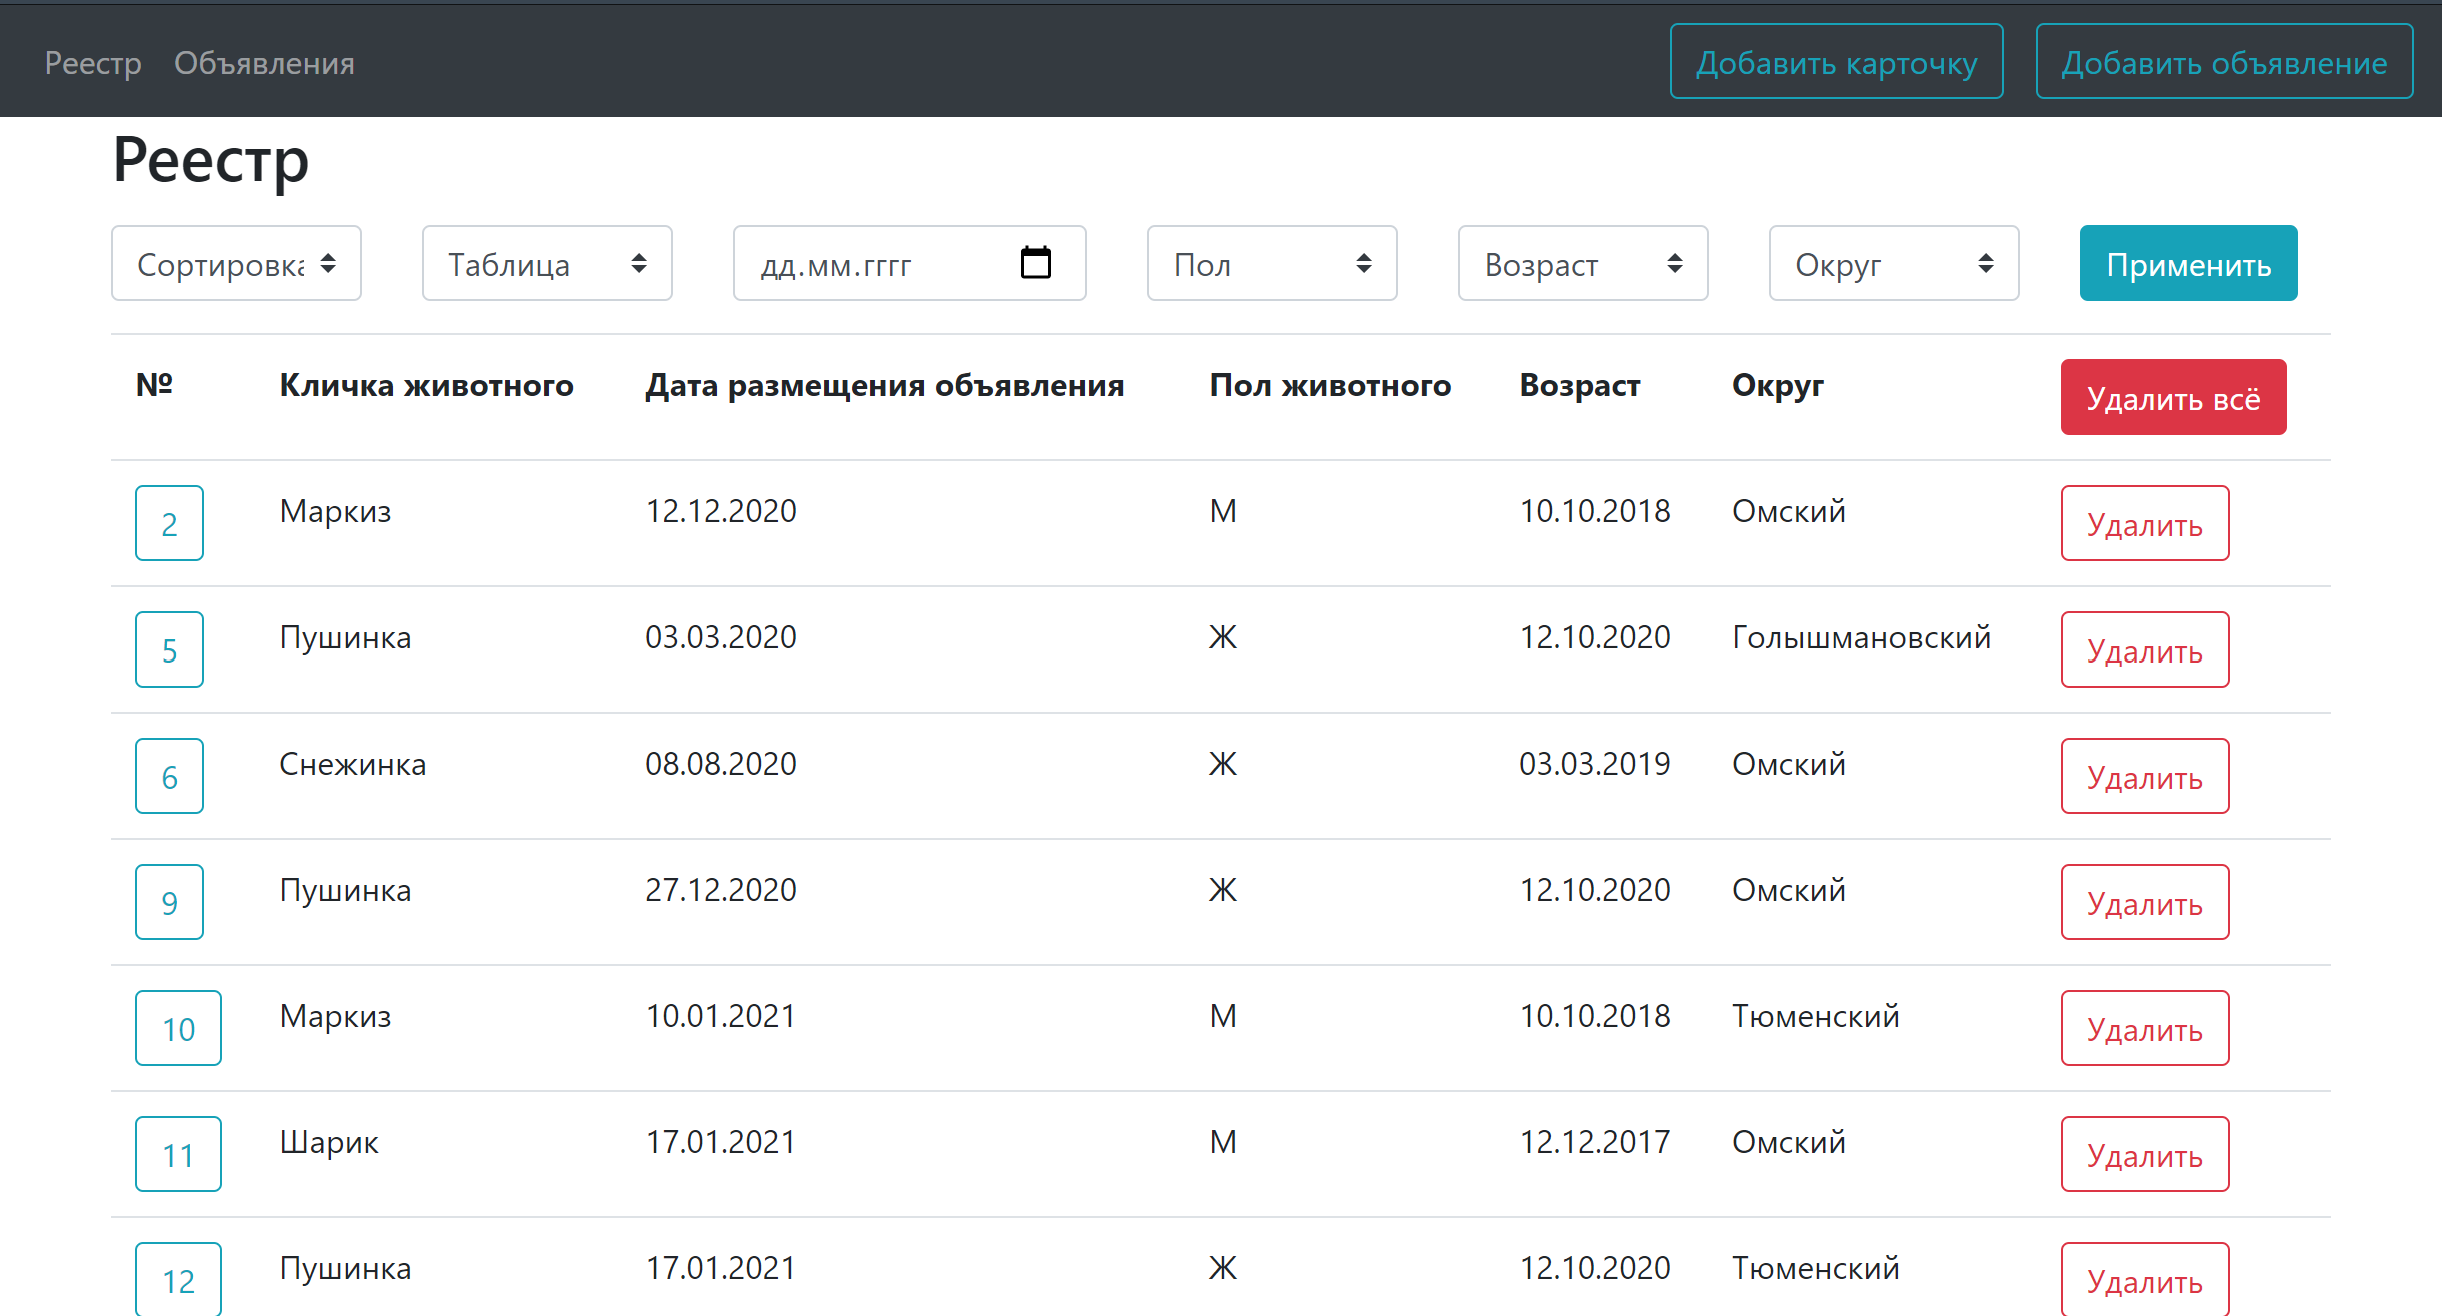 Реестр Объявления Добавить карточку Добавить объявление
Реестр
Сортировка Таблица дд.мм.гггг Пол Возраст Округ Применить
№ Кличка животного Дата размещения объявления Пол животного Возраст Округ Удалить всё
2 Маркиз 12.12.2020 М 10.10.2018 Омский Удалить
5 Пушинка 03.03.2020 Ж 12.10.2020 Голышмановский Удалить
6 Снежинка 08.08.2020 Ж 03.03.2019 Омский Удалить
9 Пушинка 27.12.2020 Ж 12.10.2020 Омский Удалить
10 Маркиз 10.01.2021 М 10.10.2018 Тюменский Удалить
11 Шарик 17.01.2021 М 12.12.2017 Омский Удалить
12 Пушинка 17.01.2021 Ж 12.10.2020 Тюменский Удалить